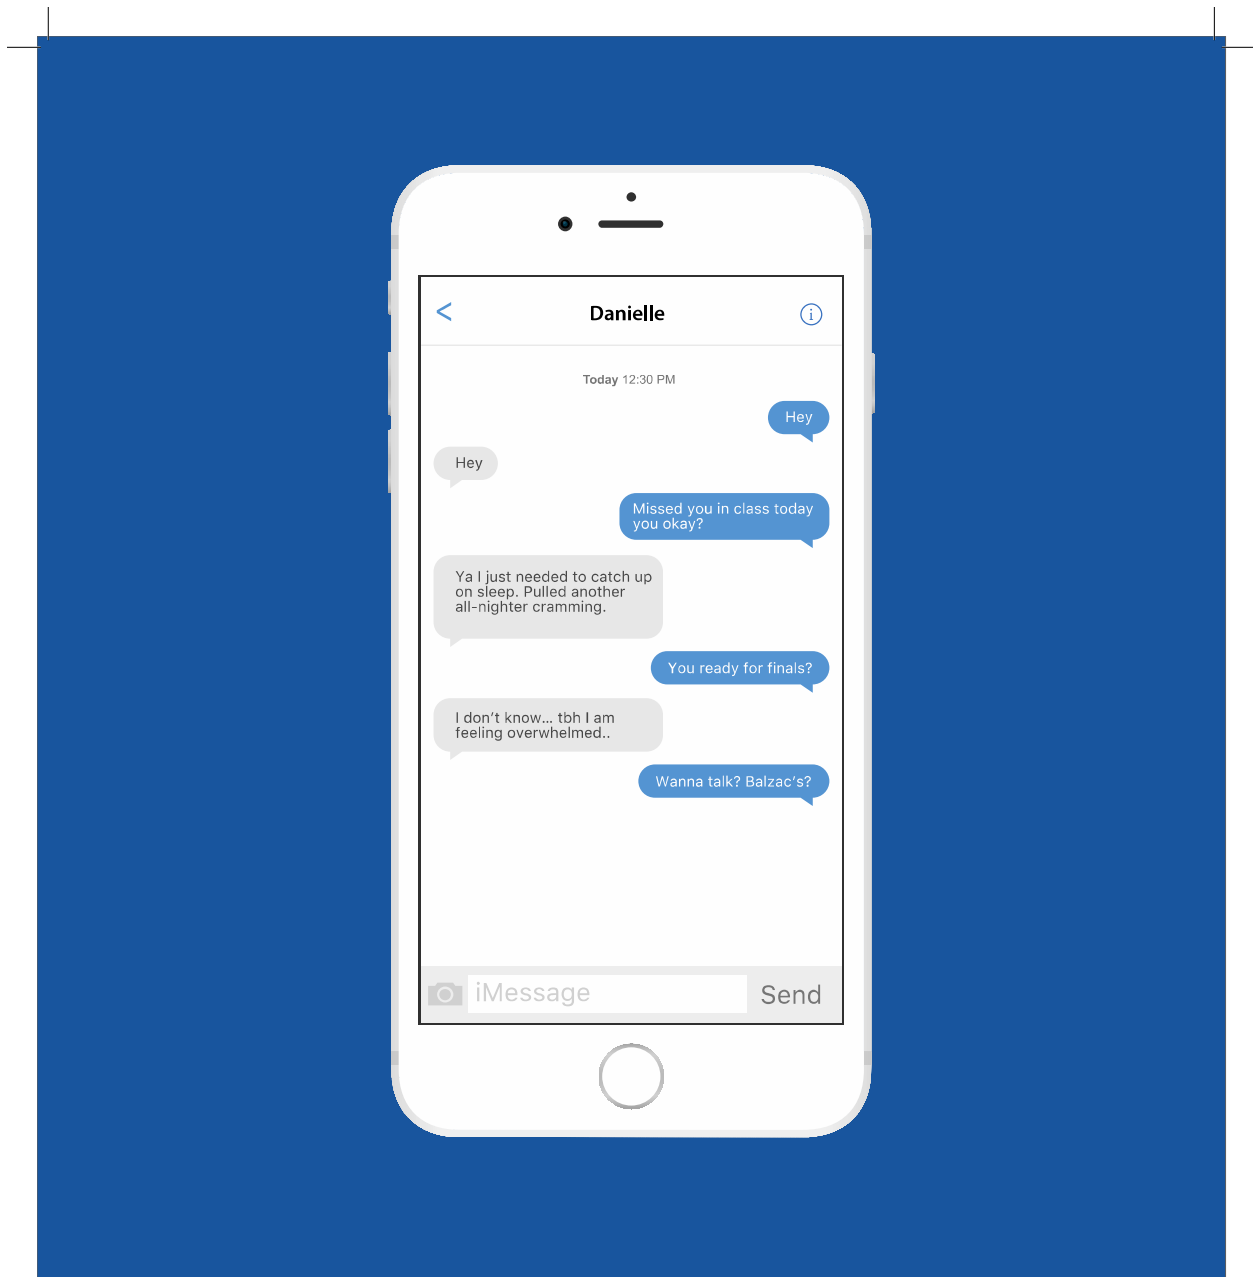 < Danielle i
Today 12:30 PM
Hey
Hey
Missed you in class today
you okay?
Ya I just needed to catch up
on sleep. Pulled another
all-nighter cramming.
You ready for finals?
I don’t know... tbh I am
feeling overwhelmed..
Wanna talk? Balzac’s?
iMessage Send